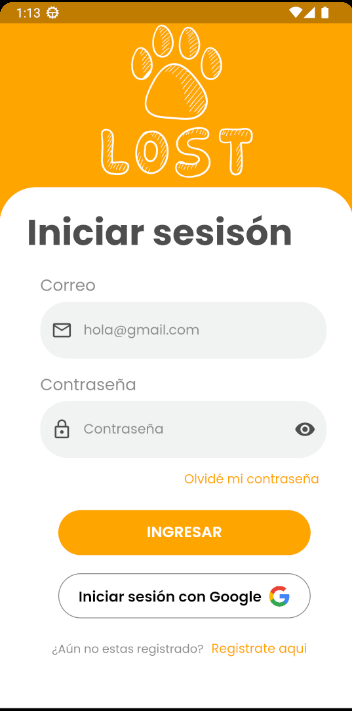 1:13
LOST
Iniciar sesisón
Correo
hola@gmail.com
Contraseña
Contraseña
Olvidé mi contraseña
INGRESAR
Iniciar sesión con Google
¿Aún no estas registrado? Registrate aqui